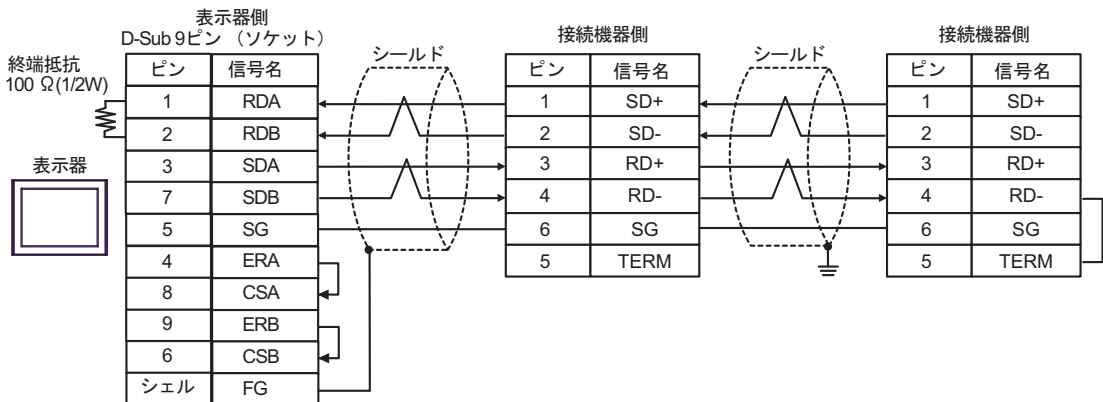 表示器側
D-Sub 9ピン (ソケット)
終端抵抗
100 Ω(1/2W)
表示器
ピン 信号名
1 RDA
2 RDB
3 SDA
7 SDB
5 SG
4 ERA
8 CSA
9 ERB
6 CSB
シェル FG
シールド
接続機器側
ピン 信号名
1 SD+
2 SD-
3 RD+
4 RD-
6 SG
5 TERM
シールド
接続機器側
ピン 信号名
1 SD+
2 SD-
3 RD+
4 RD-
6 SG
5 TERM